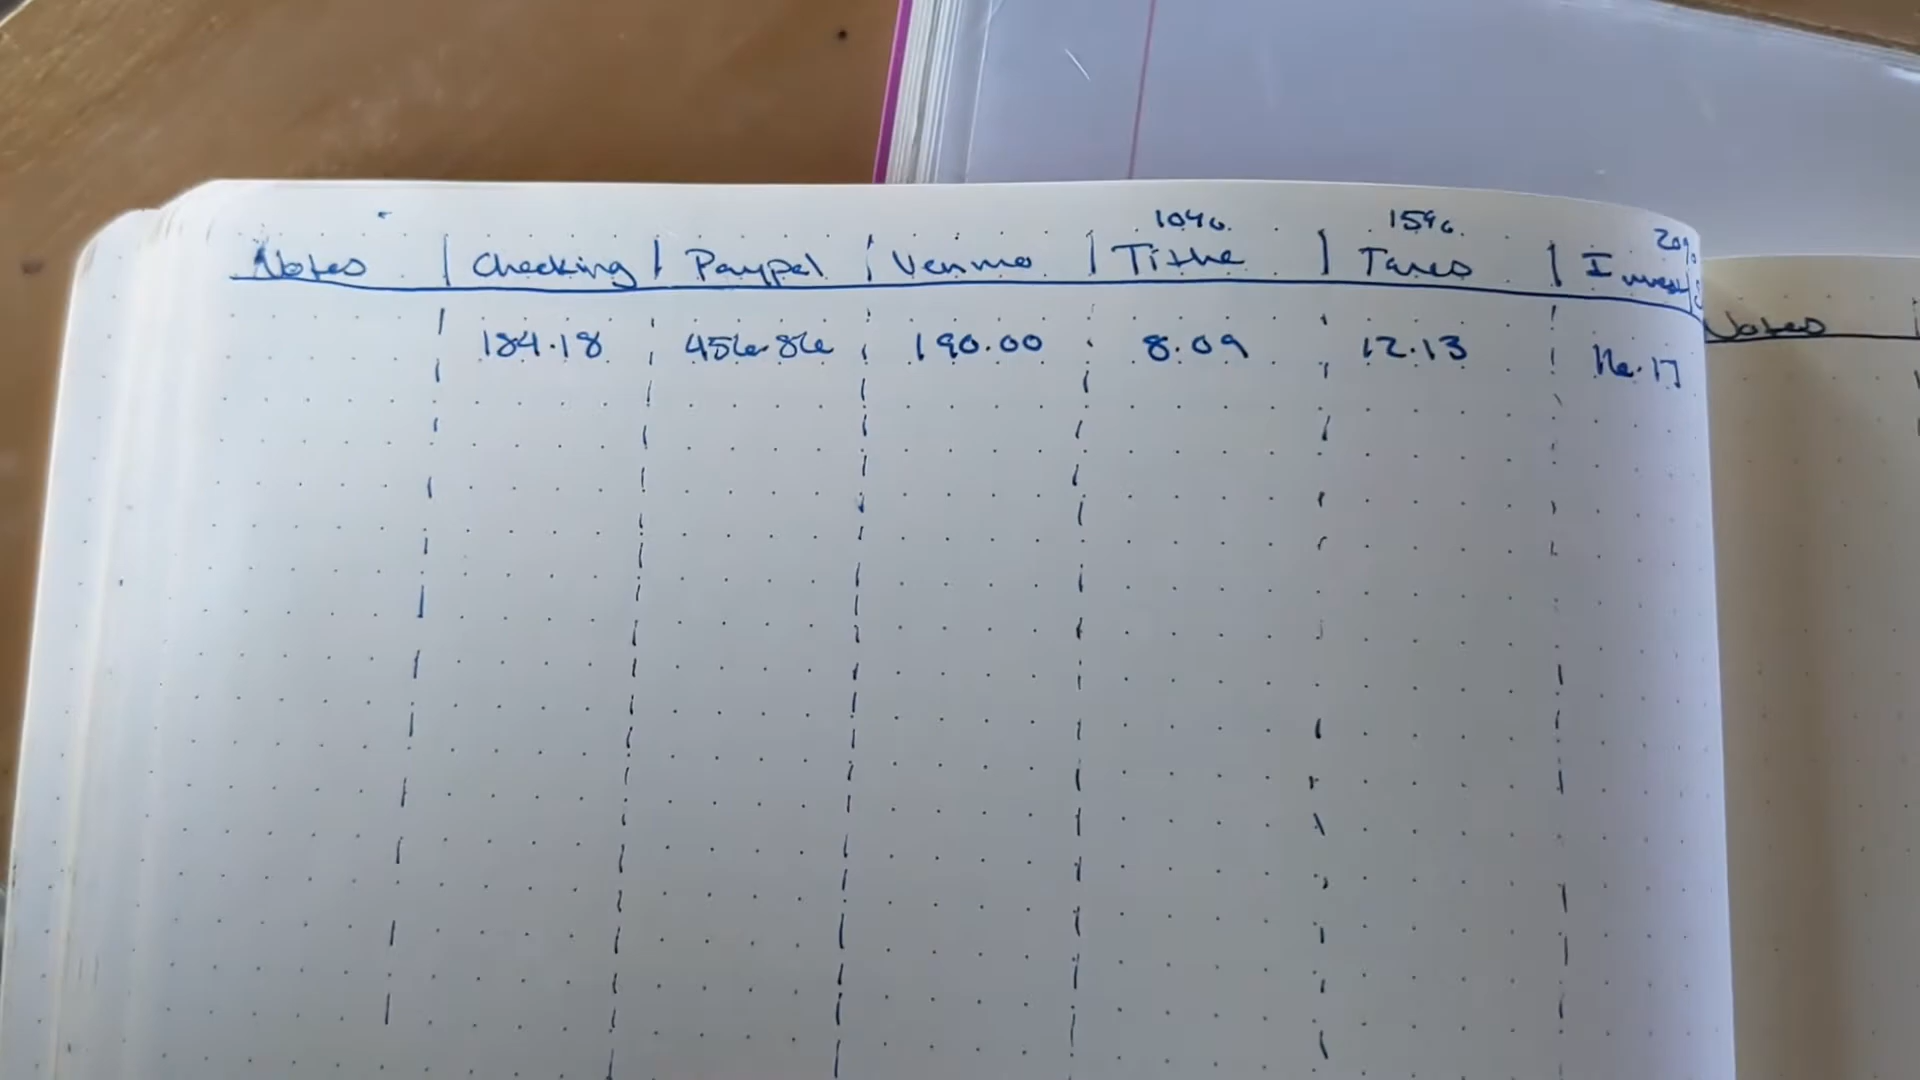 10% 15% 20%
Notes | Checking | Paypal | Venmo | Tithe | Taxes | Invest/
184.18 456.86 190.00 8.09 12.13 16.17
Notes